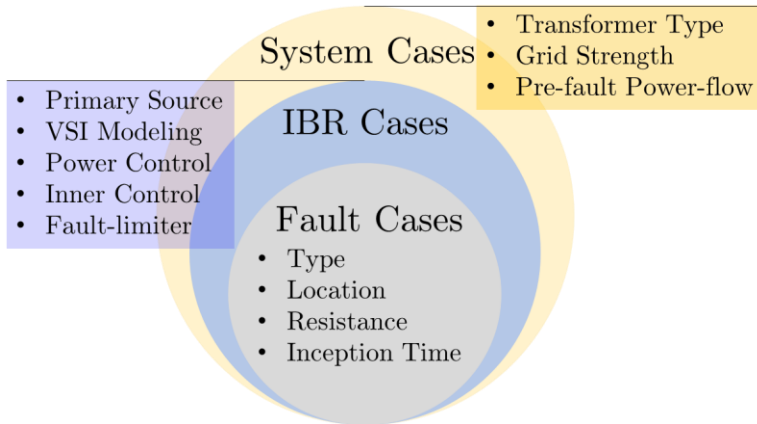 System Cases
• Transformer Type
• Grid Strength
• Pre-fault Power-flow
IBR Cases
• Primary Source
• VSI Modeling
• Power Control
• Inner Control
• Fault-limiter
Fault Cases
• Type
• Location
• Resistance
• Inception Time